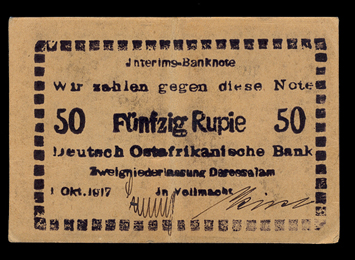 Interims-Banknote
Wir zahlen gegen diese Note
50 Fünfzig Rupie 50
Deutsch Ostafrikanische Bank
Zweigniederlassung Daressalam
1 Okt. 1917 In Vollmacht